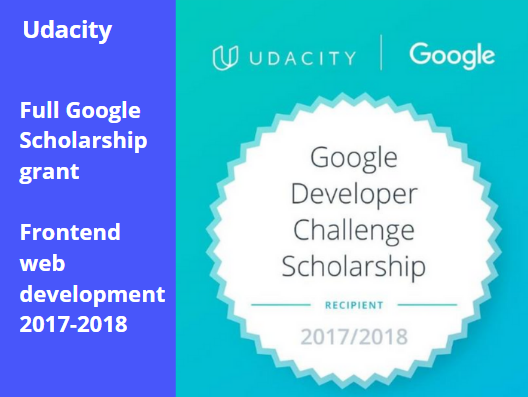 Udacity
Full Google
Scholarship
grant
Frontend
web
development
2017-2018
UDACITY | Google
Google
Developer
Challenge
Scholarship
RECIPIENT
2017/2018